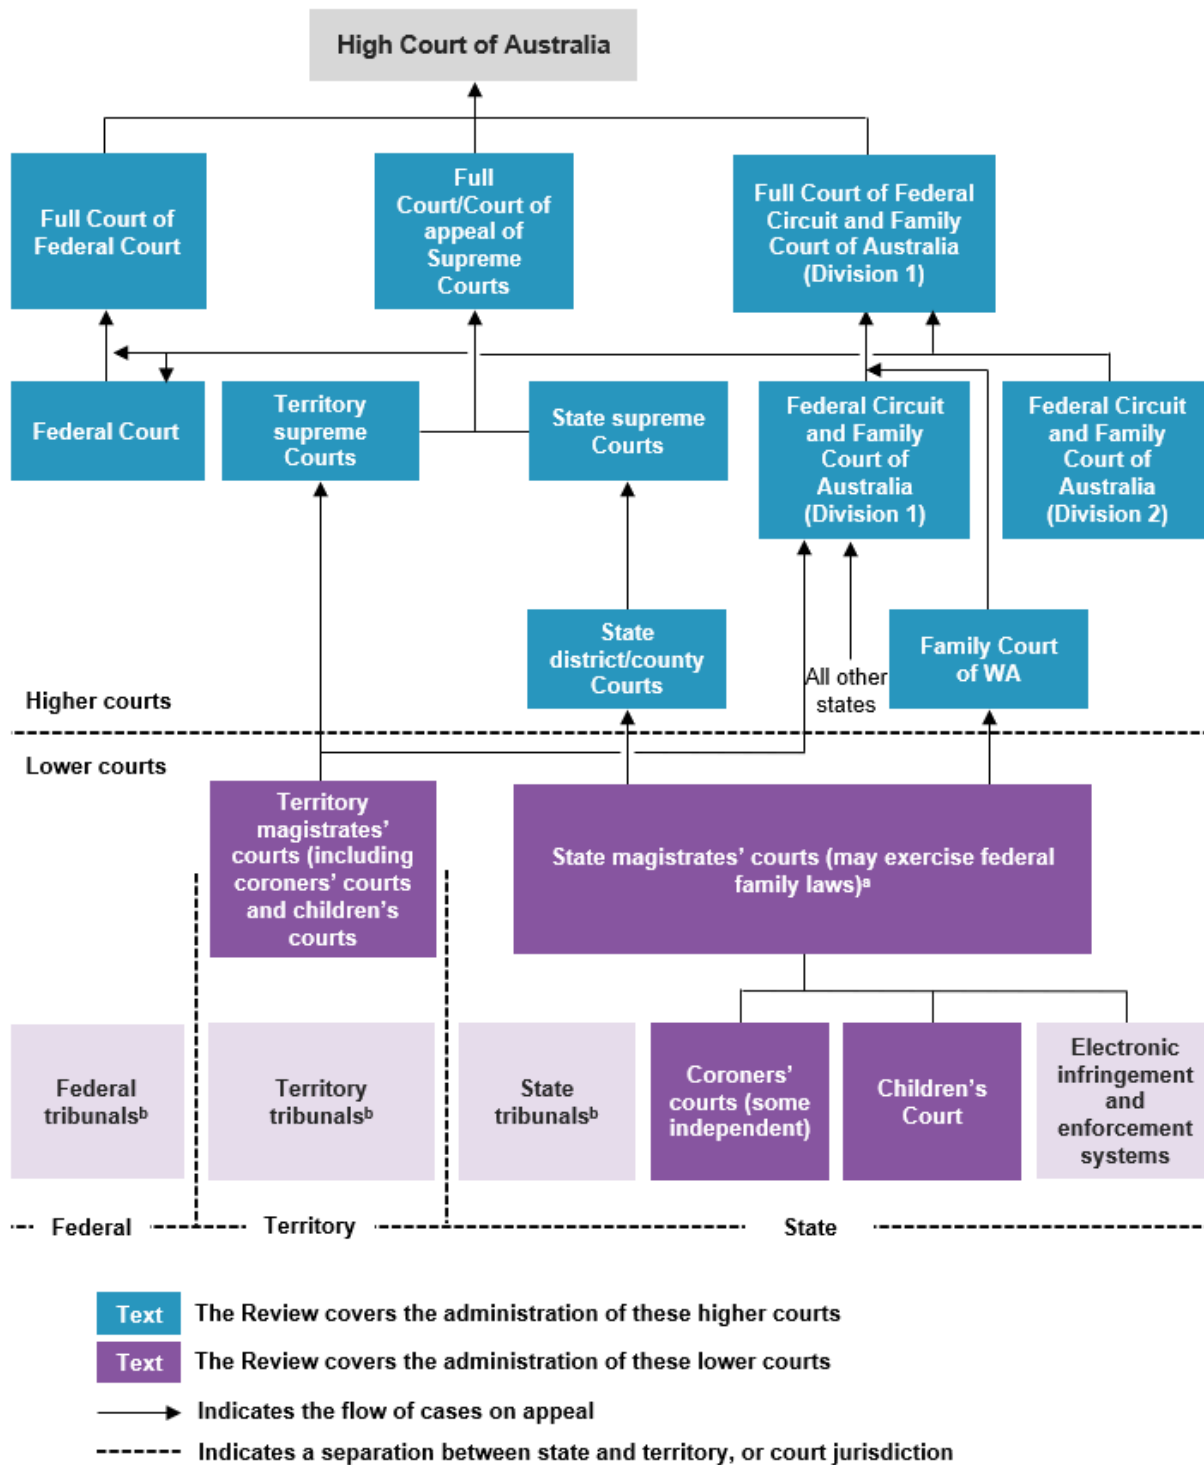 High Court of Australia
Full Court of
Federal Court
Full
Court/Court of
appeal of
Supreme
Courts
Full Court of Federal
Circuit and Family
Court of Australia
(Division 1)
Federal Court
Territory
supreme
Courts
State supreme
Courts
Federal Circuit
and Family
Court of
Australia
(Division 1)
Federal Circuit
and Family
Court of
Australia
(Division 2)
State
district/county
Courts
All other
states
Family Court
of WA
Higher courts
Lower courts
Territory
magistrates’
courts (including
coroners’ courts
and children’s
courts
State magistrates’ courts (may exercise federal
family laws)ᵃ
Federal
tribunalsᵇ
Territory
tribunalsᵇ
State
tribunalsᵇ
Coroners’
courts (some
independent)
Children’s
Court
Electronic
infringement
and
enforcement
systems
Federal
Territory
State
Text The Review covers the administration of these higher courts
Text The Review covers the administration of these lower courts
Indicates the flow of cases on appeal
Indicates a separation between state and territory, or court jurisdiction